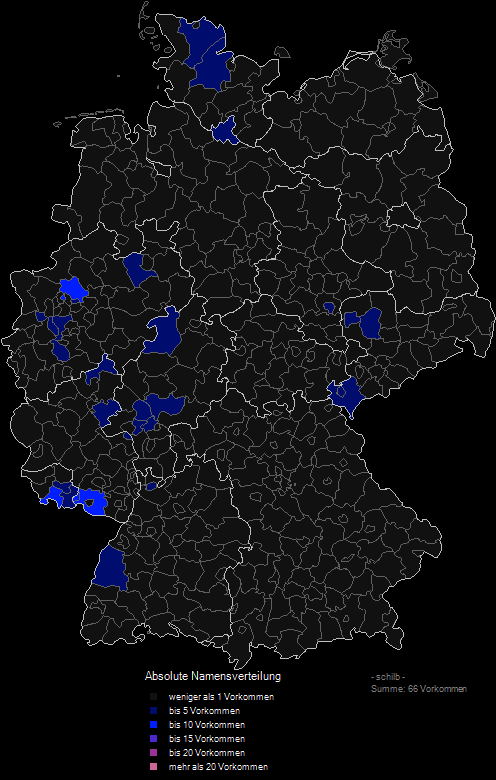 Absolute Namensverteilung
- schilb -
Summe: 66 Vorkommen
weniger als 1 Vorkommen
bis 5 Vorkommen
bis 10 Vorkommen
bis 15 Vorkommen
bis 20 Vorkommen
mehr als 20 Vorkommen